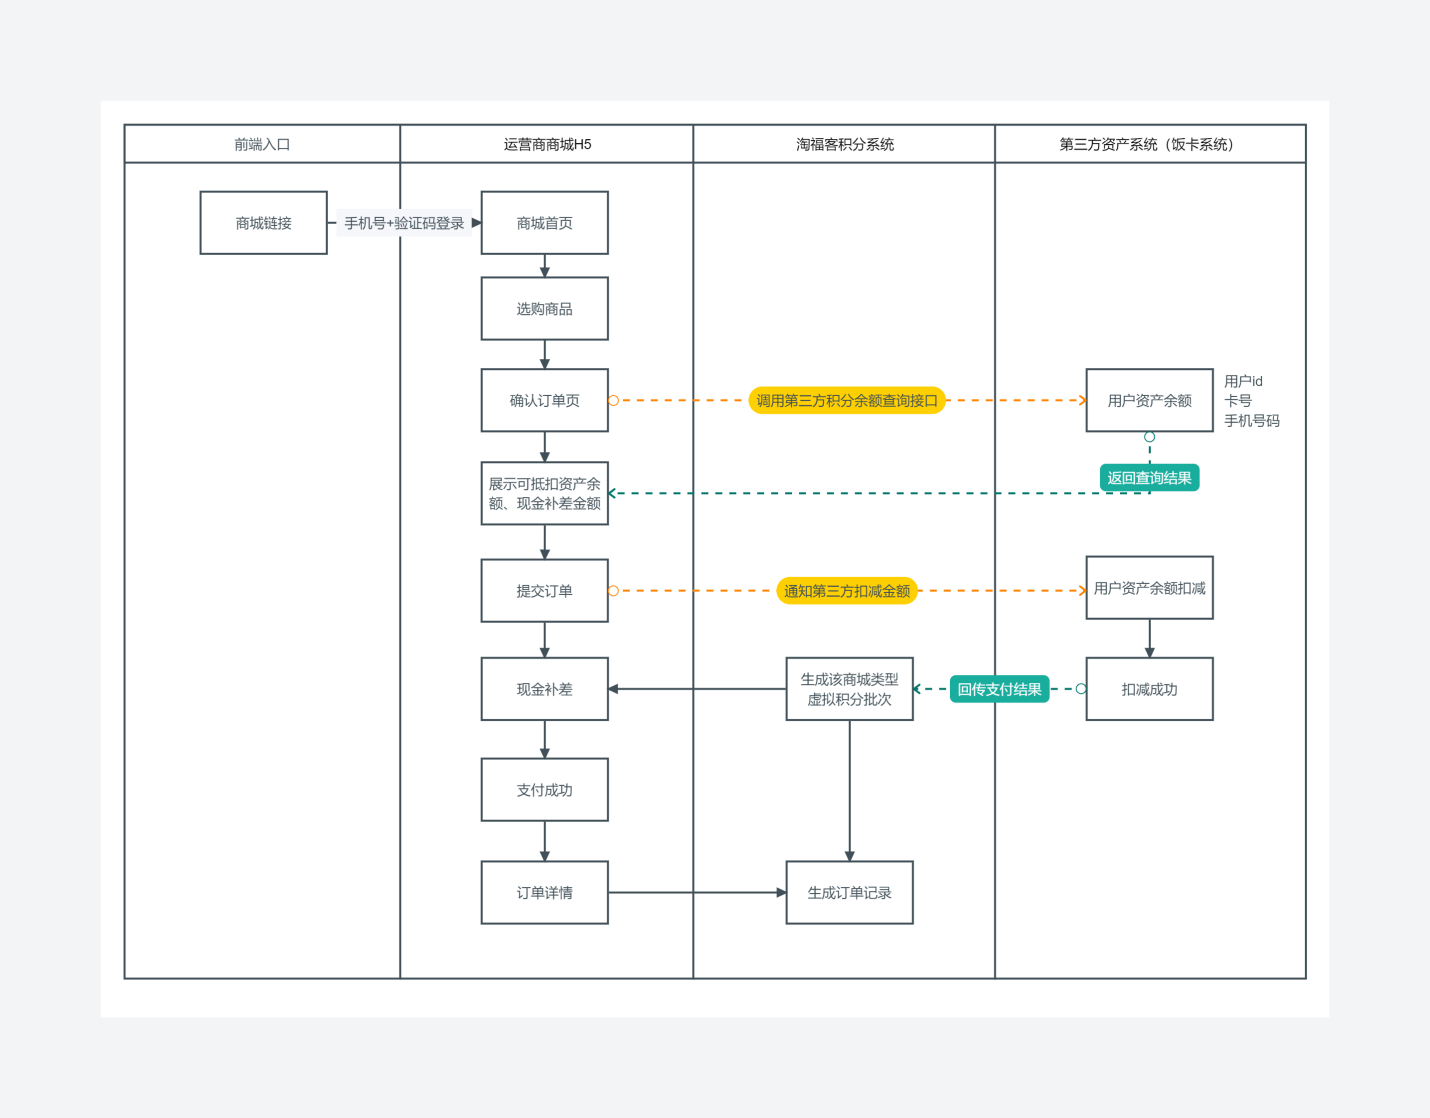 前端入口
运营商商城H5
淘福客积分系统
第三方资产系统（饭卡系统）
商城链接
手机号+验证码登录
商城首页
选购商品
确认订单页
调用第三方积分余额查询接口
用户资产余额
用户id
卡号
手机号码
返回查询结果
展示可抵扣资产余
额、现金补差金额
提交订单
通知第三方扣减金额
用户资产余额扣减
现金补差
生成该商城类型
虚拟积分批次
回传支付结果
扣减成功
支付成功
订单详情
生成订单记录